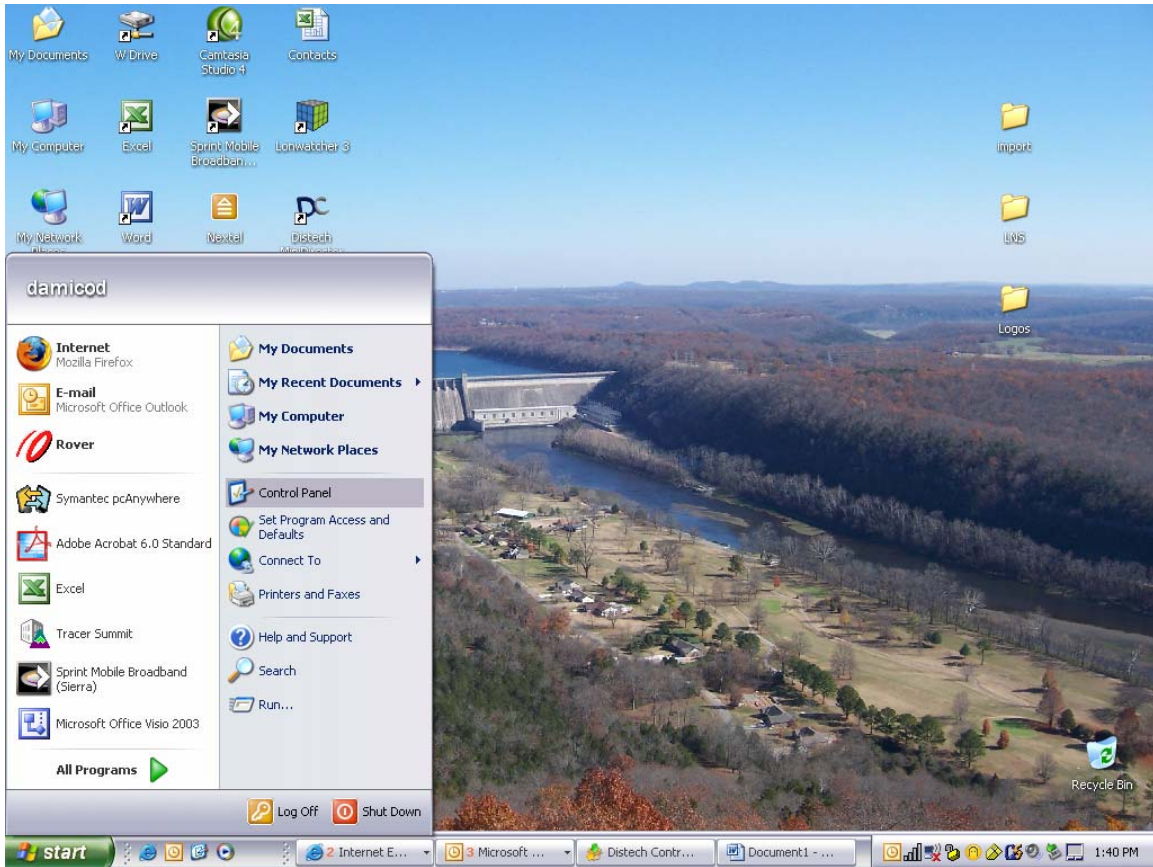 My Documents
W Drive
Camtasia
Studio 4
Contacts
My Computer
Excel
Sprint Mobile
Broadban...
Lonwatcher 3
import
My Network
Word
Nextel
Distech
LNS
Logos
damicod
Internet
Mozilla Firefox
E-mail
Microsoft Office Outlook
Rover
Symantec pcAnywhere
Adobe Acrobat 6.0 Standard
Excel
Tracer Summit
Sprint Mobile Broadband
(Sierra)
Microsoft Office Visio 2003
All Programs
My Documents
My Recent Documents
My Computer
My Network Places
Control Panel
Set Program Access and
Defaults
Connect To
Printers and Faxes
Help and Support
Search
Run...
Log Off
Shut Down
Recycle Bin
start
2 Internet E...
3 Microsoft ...
Distech Contr...
Document1 - ...
1:40 PM